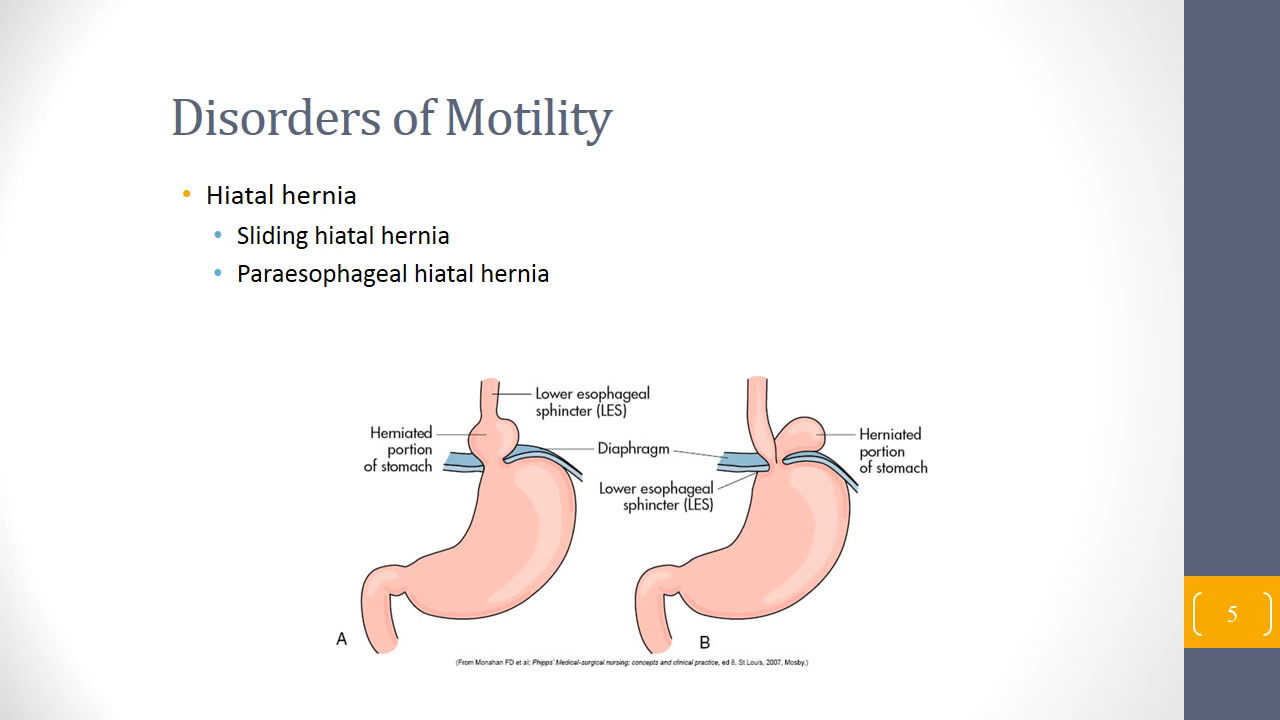 Disorders of Motility
• Hiatal hernia
• Sliding hiatal hernia
• Paraesophageal hiatal hernia
Lower esophageal
sphincter (LES)
Herniated
portion
of stomach
Diaphragm
Lower esophageal
sphincter (LES)
Herniated
portion
of stomach
A
B
(From Monahan FD et al: Phipps' Medical-surgical nursing: concepts and clinical practice, ed 8, St Louis, 2007, Mosby.)
5